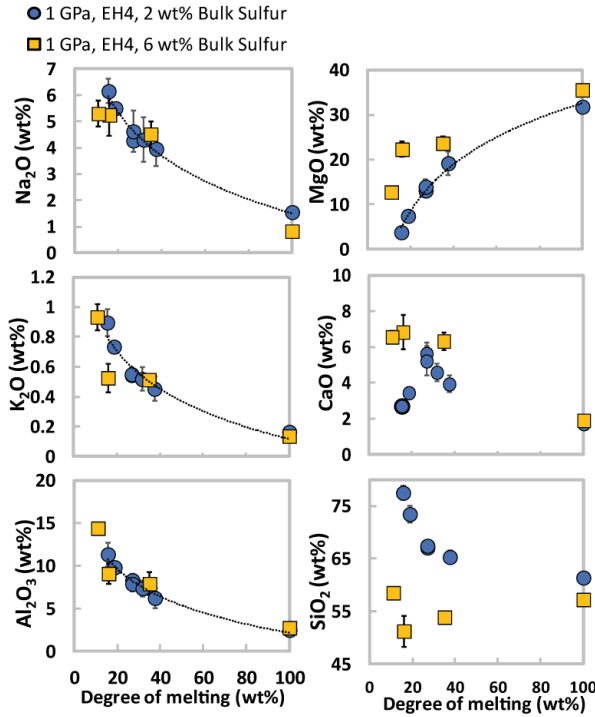 1 GPa, EH4, 2 wt% Bulk Sulfur
1 GPa, EH4, 6 wt% Bulk Sulfur
Na₂O (wt%)
7
6
5
4
3
2
1
0
MgO (wt%)
40
30
20
10
0
K₂O (wt%)
1.2
1
0.8
0.6
0.4
0.2
0
CaO (wt%)
8
6
4
2
0
Al₂O₃ (wt%)
20
15
10
5
0
SiO₂ (wt%)
75
65
55
45
0 20 40 60 80 100
0 20 40 60 80 100
Degree of melting (wt%)
Degree of melting (wt%)